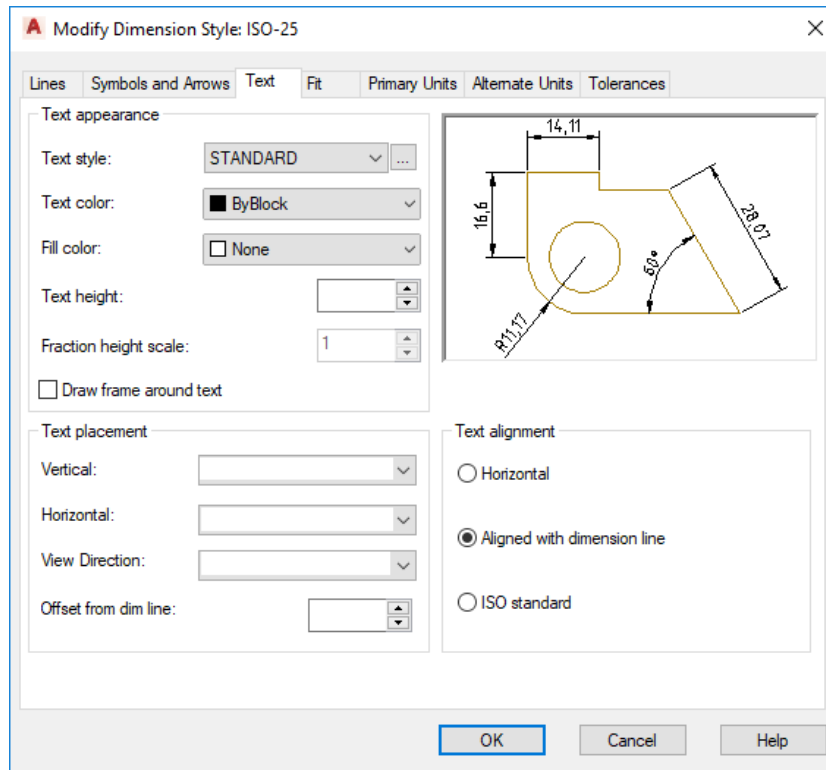 Modify Dimension Style: ISO-25
Lines Symbols and Arrows Text Fit Primary Units Alternate Units Tolerances
Text appearance
Text style: STANDARD ...
Text color: ByBlock
Fill color: None
Text height:
Fraction height scale: 1
Draw frame around text
14,11
16,6
28,07
60°
R11,17
Text placement
Vertical:
Horizontal:
View Direction:
Offset from dim line:
Text alignment
Horizontal
Aligned with dimension line
ISO standard
OK Cancel Help